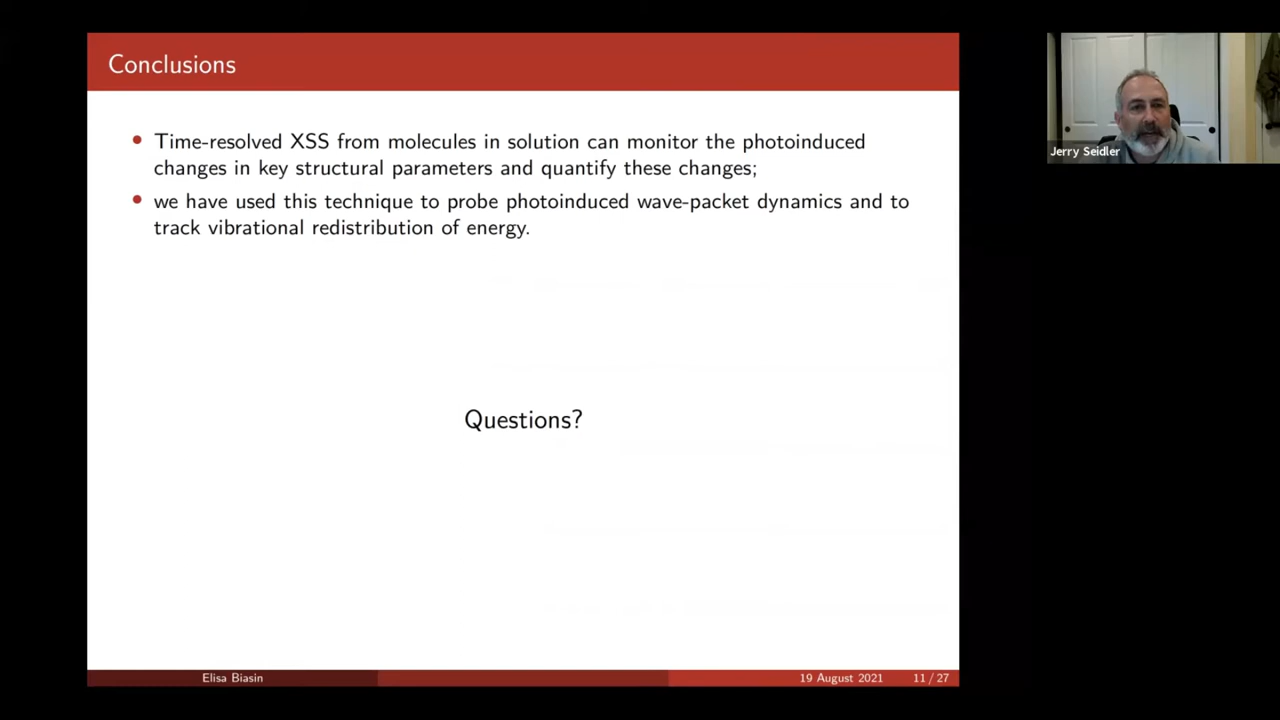 Conclusions
Time-resolved XSS from molecules in solution can monitor the photoinduced
changes in key structural parameters and quantify these changes;
we have used this technique to probe photoinduced wave-packet dynamics and to
track vibrational redistribution of energy.
Questions?
Elisa Biasin
19 August 2021
11 / 27
Jerry Seidler